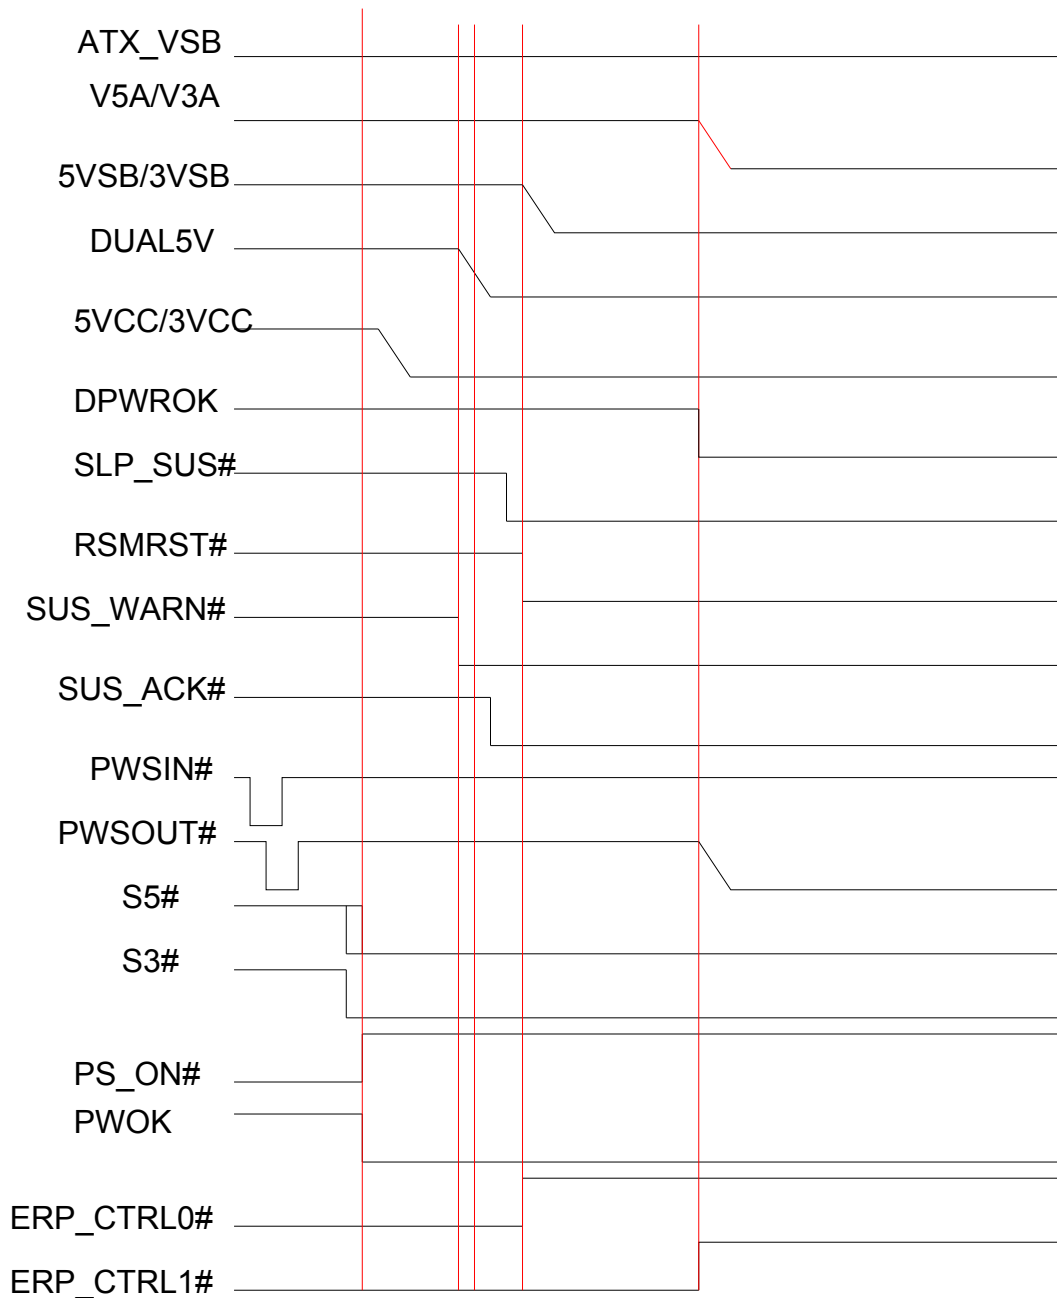 ATX_VSB
V5A/V3A
5VSB/3VSB
DUAL5V
5VCC/3VCC
DPWROK
SLP_SUS#
RSMRST#
SUS_WARN#
SUS_ACK#
PWSIN#
PWSOUT#
S5#
S3#
PS_ON#
PWOK
ERP_CTRL0#
ERP_CTRL1#